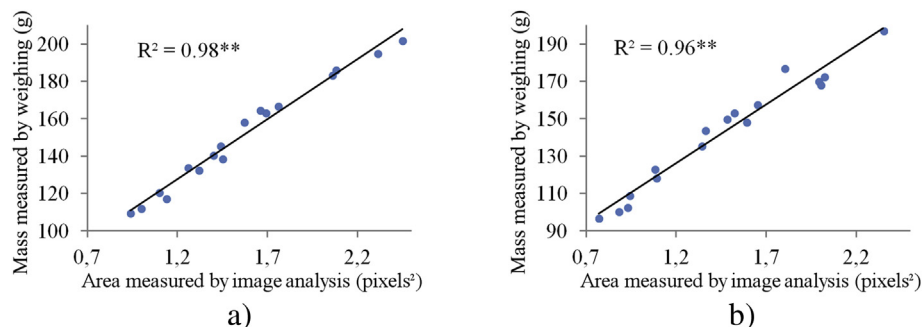 Mass measured by weighing (g)
200
180
160
140
120
100
R² = 0.98**
0,7 1,2 1,7 2,2
Area measured by image analysis (pixels²)
a)
Mass measured by weighing (g)
190
170
150
130
110
90
R² = 0.96**
0,7 1,2 1,7 2,2
Area measured by image analysis (pixels²)
b)